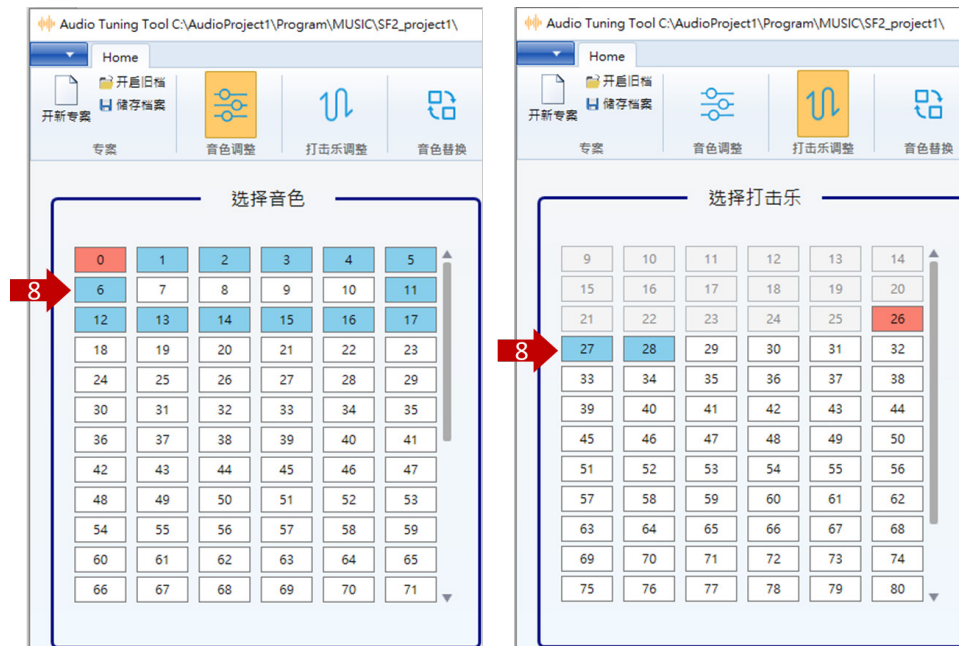 Audio Tuning Tool C:\AudioProject1\Program\MUSIC\SF2_project1\
Home
开新专案
开启旧档
储存档案
专案
音色调整
打击乐调整
音色替换
选择音色
0 1 2 3 4 5
8
6 7 8 9 10 11
12 13 14 15 16 17
18 19 20 21 22 23
24 25 26 27 28 29
30 31 32 33 34 35
36 37 38 39 40 41
42 43 44 45 46 47
48 49 50 51 52 53
54 55 56 57 58 59
60 61 62 63 64 65
66 67 68 69 70 71
Audio Tuning Tool C:\AudioProject1\Program\MUSIC\SF2_project1\
Home
开新专案
开启旧档
储存档案
专案
音色调整
打击乐调整
音色替换
选择打击乐
9 10 11 12 13 14
15 16 17 18 19 20
21 22 23 24 25 26
8
27 28 29 30 31 32
33 34 35 36 37 38
39 40 41 42 43 44
45 46 47 48 49 50
51 52 53 54 55 56
57 58 59 60 61 62
63 64 65 66 67 68
69 70 71 72 73 74
75 76 77 78 79 80